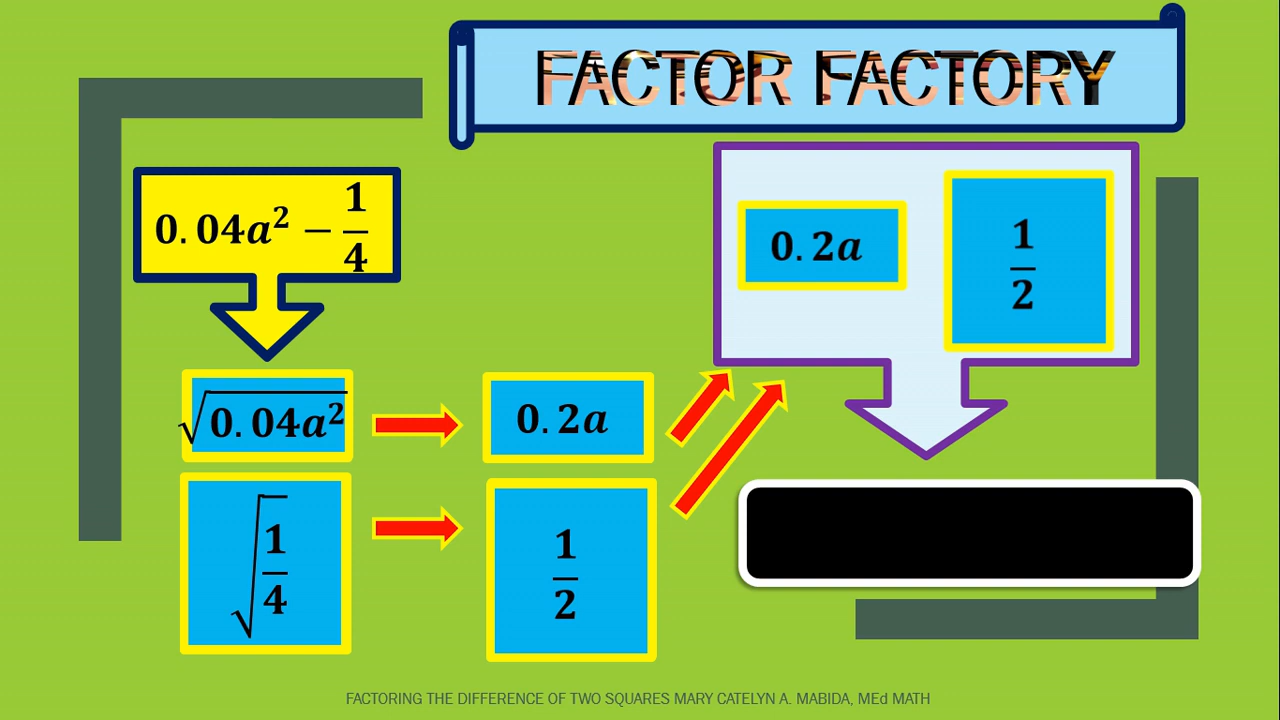 FACTOR FACTORY
0.04a² − 1/4
√0.04a²
0.2a
√1/4
1/2
0.2a
1/2
FACTORING THE DIFFERENCE OF TWO SQUARES MARY CATELYN A. MABIDA, MEd MATH